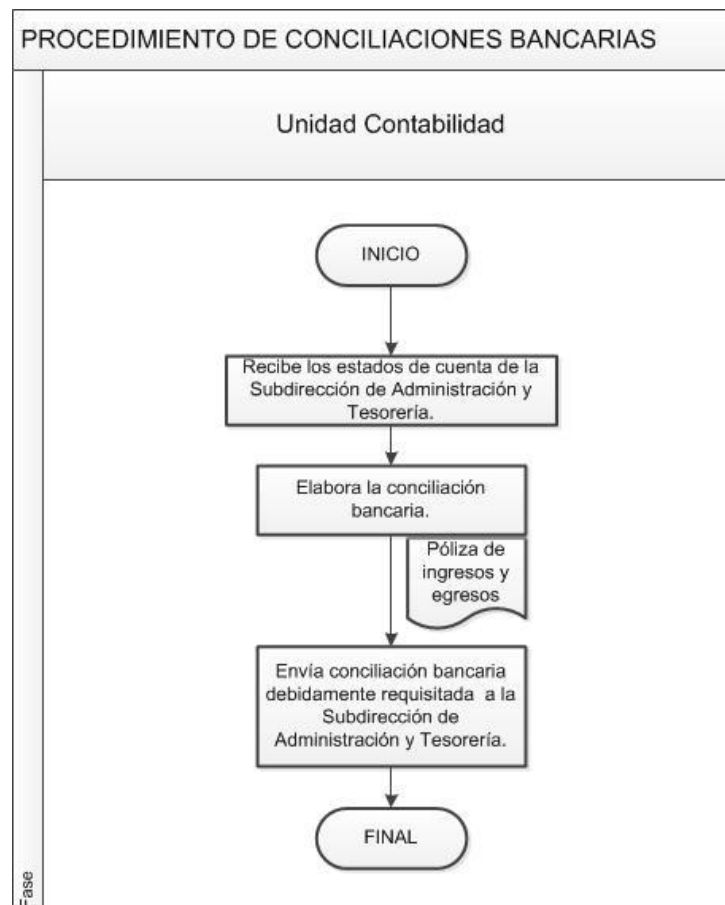 PROCEDIMIENTO DE CONCILIACIONES BANCARIAS
Unidad Contabilidad
INICIO
Recibe los estados de cuenta de la
Subdirección de Administración y
Tesorería.
Elabora la conciliación
bancaria.
Póliza de
ingresos y
egresos
Envía conciliación bancaria
debidamente requisitada a la
Subdirección de
Administración y Tesorería.
FINAL
Fase